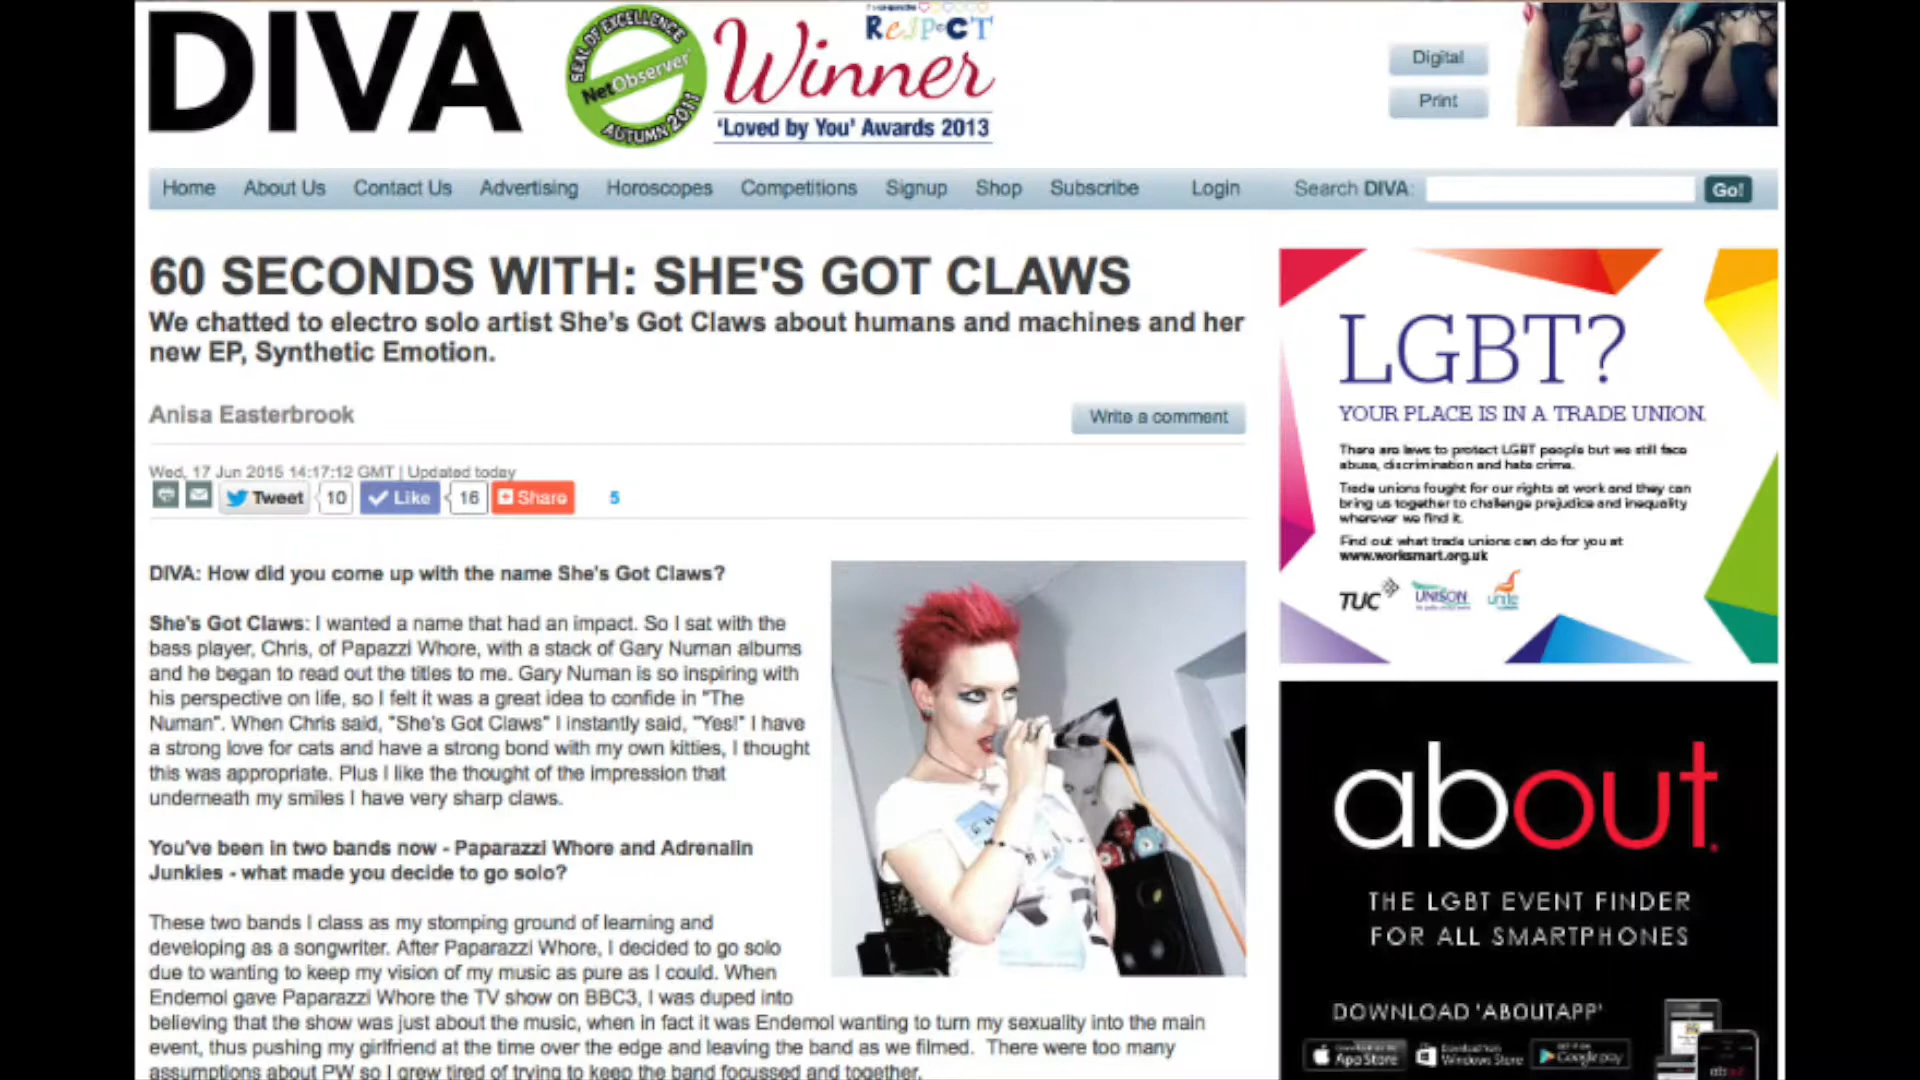 DIVA
SEAL OF EXCELLENCE
NetObserver
AUTUMN 2011
RESPECT
Winner
'Loved by You' Awards 2013
Digital
Print
Home About Us Contact Us Advertising Horoscopes Competitions Signup Shop Subscribe Login Search DIVA: Go!
60 SECONDS WITH: SHE'S GOT CLAWS
We chatted to electro solo artist She's Got Claws about humans and machines and her
new EP, Synthetic Emotion.
Anisa Easterbrook
Write a comment
Wed, 17 Jun 2015 14:17:12 GMT | Updated today
Tweet 10 Like 16 Share 5
DIVA: How did you come up with the name She's Got Claws?
She's Got Claws: I wanted a name that had an impact. So I sat with the
bass player, Chris, of Papazzi Whore, with a stack of Gary Numan albums
and he began to read out the titles to me. Gary Numan is so inspiring with
his perspective on life, so I felt it was a great idea to confide in "The
Numan". When Chris said, "She's Got Claws" I instantly said, "Yes!" I have
a strong love for cats and have a strong bond with my own kitties, I thought
this was appropriate. Plus I like the thought of the impression that
underneath my smiles I have very sharp claws.
You've been in two bands now - Paparazzi Whore and Adrenalin
Junkies - what made you decide to go solo?
These two bands I class as my stomping ground of learning and
developing as a songwriter. After Paparazzi Whore, I decided to go solo
due to wanting to keep my vision of my music as pure as I could. When
Endemol gave Paparazzi Whore the TV show on BBC3, I was duped into
believing that the show was just about the music, when in fact it was Endemol wanting to turn my sexuality into the main
event, thus pushing my girlfriend at the time over the edge and leaving the band as we filmed. There were too many
assumptions about PW so I grew tired of trying to keep the band focussed and together.
LGBT?
YOUR PLACE IS IN A TRADE UNION.
There are laws to protect LGBT people but we still face
abuse, discrimination and hate crime.
Trade unions fought for our rights at work and they can
bring us together to challenge prejudice and inequality
wherever we find it.
Find out what trade unions can do for you at
www.worksmart.org.uk
TUC UNISON unite
about.
THE LGBT EVENT FINDER
FOR ALL SMARTPHONES
DOWNLOAD 'ABOUTAPP'
App Store Windows Store Google play